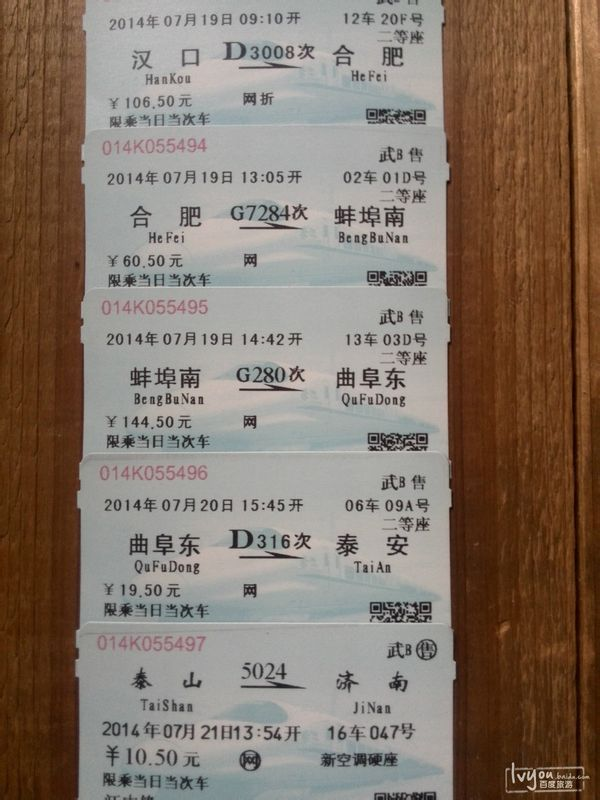 2014年07月19日 09:10开 12车 20F号
二等座
汉 口 D3008次 合 肥
HanKou HeFei
￥106.50元 网折
限乘当日当次车
014K055494 武B 售
2014年07月19日 13:05开 02车 01D号
二等座
合 肥 G7284次 蚌埠南
HeFei BengBuNan
￥60.50元 网
限乘当日当次车
014K055495 武B 售
2014年07月19日 14:42开 13车 03D号
二等座
蚌埠南 G280次 曲阜东
BengBuNan QuFuDong
￥144.50元 网
限乘当日当次车
014K055496 武B 售
2014年07月20日 15:45开 06车 09A号
二等座
曲阜东 D316次 泰 安
QuFuDong TaiAn
￥19.50元 网
限乘当日当次车
014K055497 武B 售
泰 山 5024 济 南
TaiShan JiNan
2014年07月21日13:54开 16车 047号
￥10.50元 网 新空调硬座
限乘当日当次车
lvyou.baidu.com
百度旅游